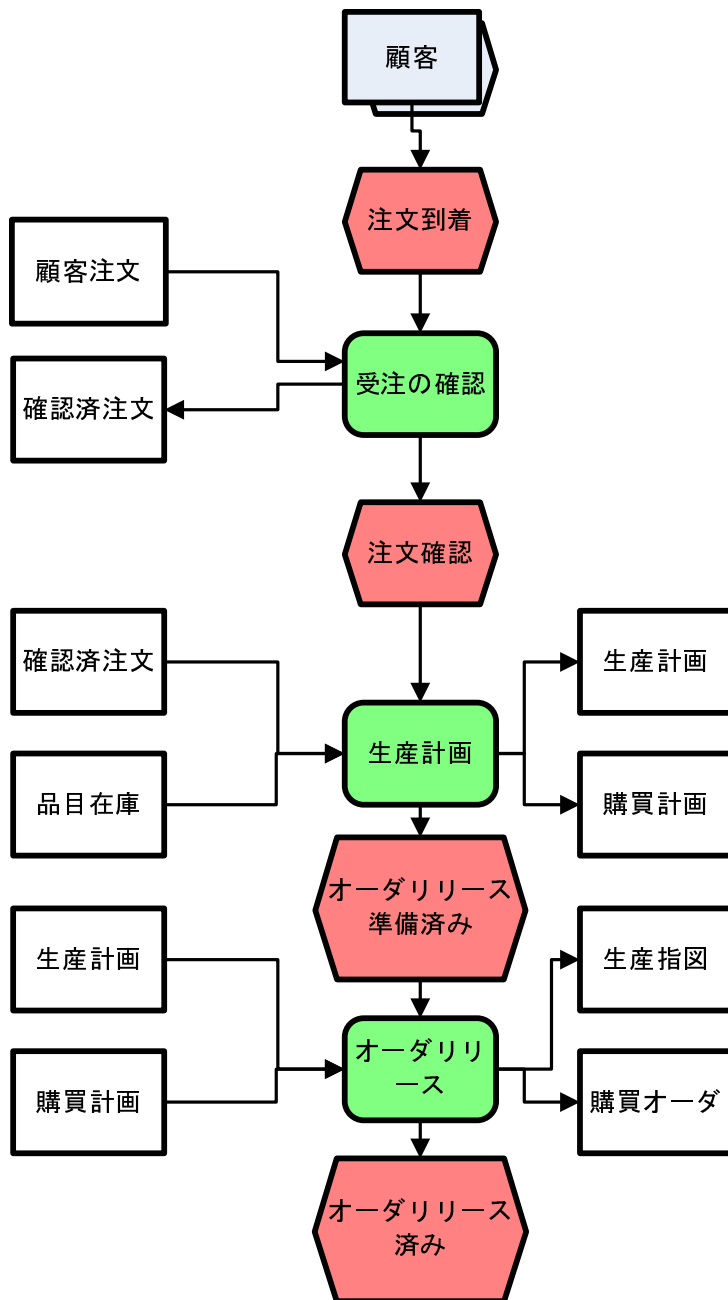 顧客
注文到着
顧客注文
受注の確認
確認済注文
注文確認
確認済注文
生産計画
生産計画
品目在庫
購買計画
オーダリリース
準備済み
生産計画
生産指図
オーダリリ
ース
購買計画
購買オーダ
オーダリリース
済み